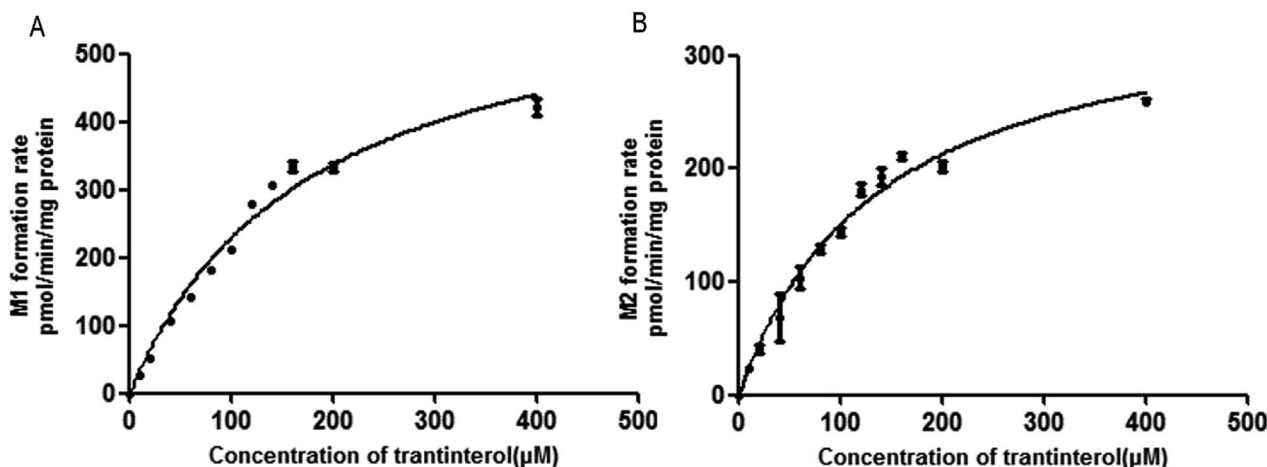 A
500
400
300
200
100
0
0 100 200 300 400 500
M1 formation rate
pmol/min/mg protein
Concentration of trantinterol(µM)
B
300
200
100
0
0 100 200 300 400 500
M2 formation rate
pmol/min/mg protein
Concentration of trantinterol(µM)